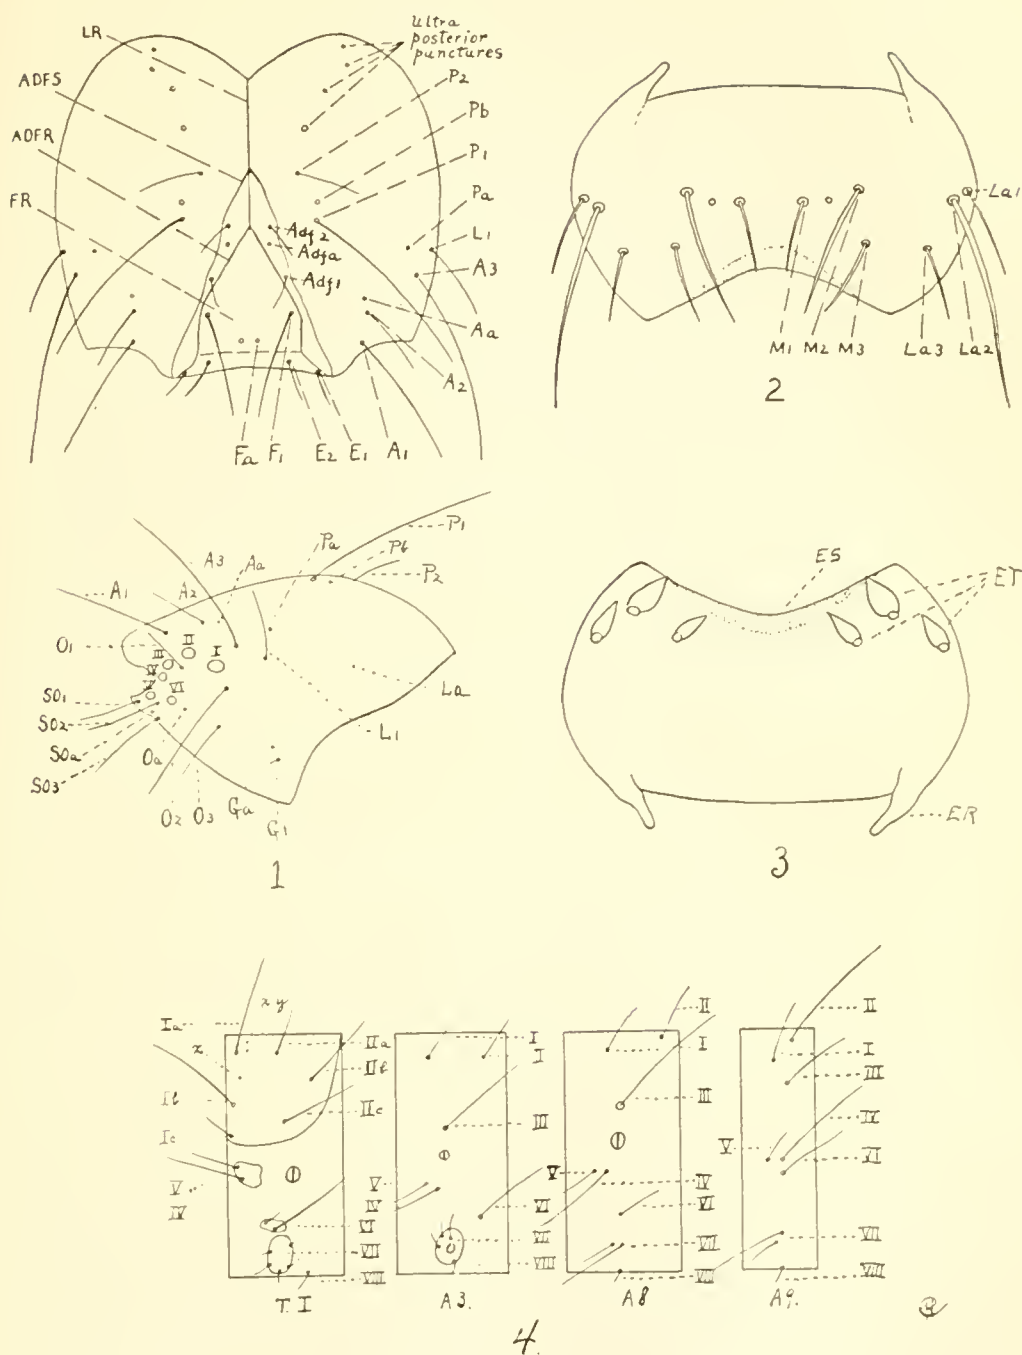 LR
ADFS
ADFR
FR
Ultra
posterior
punctures
P2
Pb
P1
Pa
L1
A3
Aa
A2
Adf2
Adfa
Adf1
Fa F1 E2 E1 A1
La1
M1 M2 M3 La3 La2
2
P1
Pa
Pb
P2
A3
Aa
A1
A2
O1
I
II
III
IV
V
VI
SO1
SO2
SOa
SO3
Oa
O2 O3 Ga G1
La
L1
1
ES
ET
ER
3
Ia
x y
x
Ib
Ic
V
IV
IIa
IIb
IIc
VI
VII
VIII
T. I
I
I
III
V
IV
VI
VII
VIII
A3.
II
I
III
V
IV
VI
VII
VIII
A8
II
I
III
IX
V
VI
VII
VIII
A9.
4.